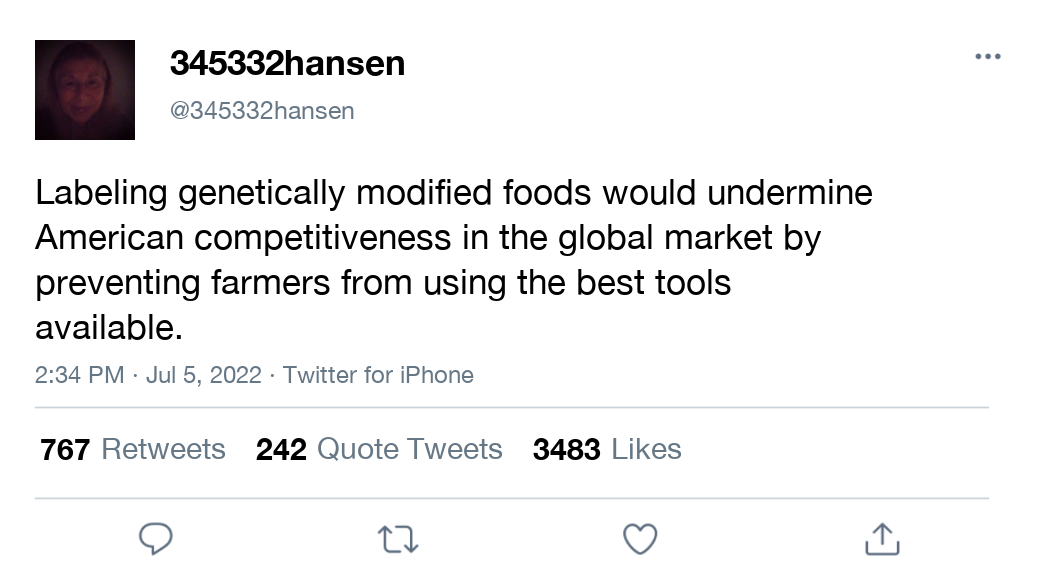 345332hansen
@345332hansen
Labeling genetically modified foods would undermine
American competitiveness in the global market by
preventing farmers from using the best tools
available.
2:34 PM · Jul 5, 2022 · Twitter for iPhone
767 Retweets 242 Quote Tweets 3483 Likes